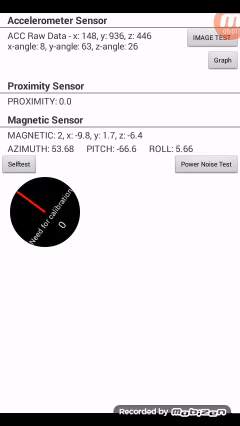 Accelerometer Sensor
ACC Raw Data - x: 148, y: 936, z: 446
x-angle: 8, y-angle: 63, z-angle: 26
IMAGE TEST
Graph
Proximity Sensor
PROXIMITY: 0.0
Magnetic Sensor
MAGNETIC: 2, x: -9.8, y: 1.7, z: -6.4
AZIMUTH: 53.68 PITCH: -66.6 ROLL: 5.66
Selftest
Power Noise Test
Need for calibration
0
Recorded by mobizen